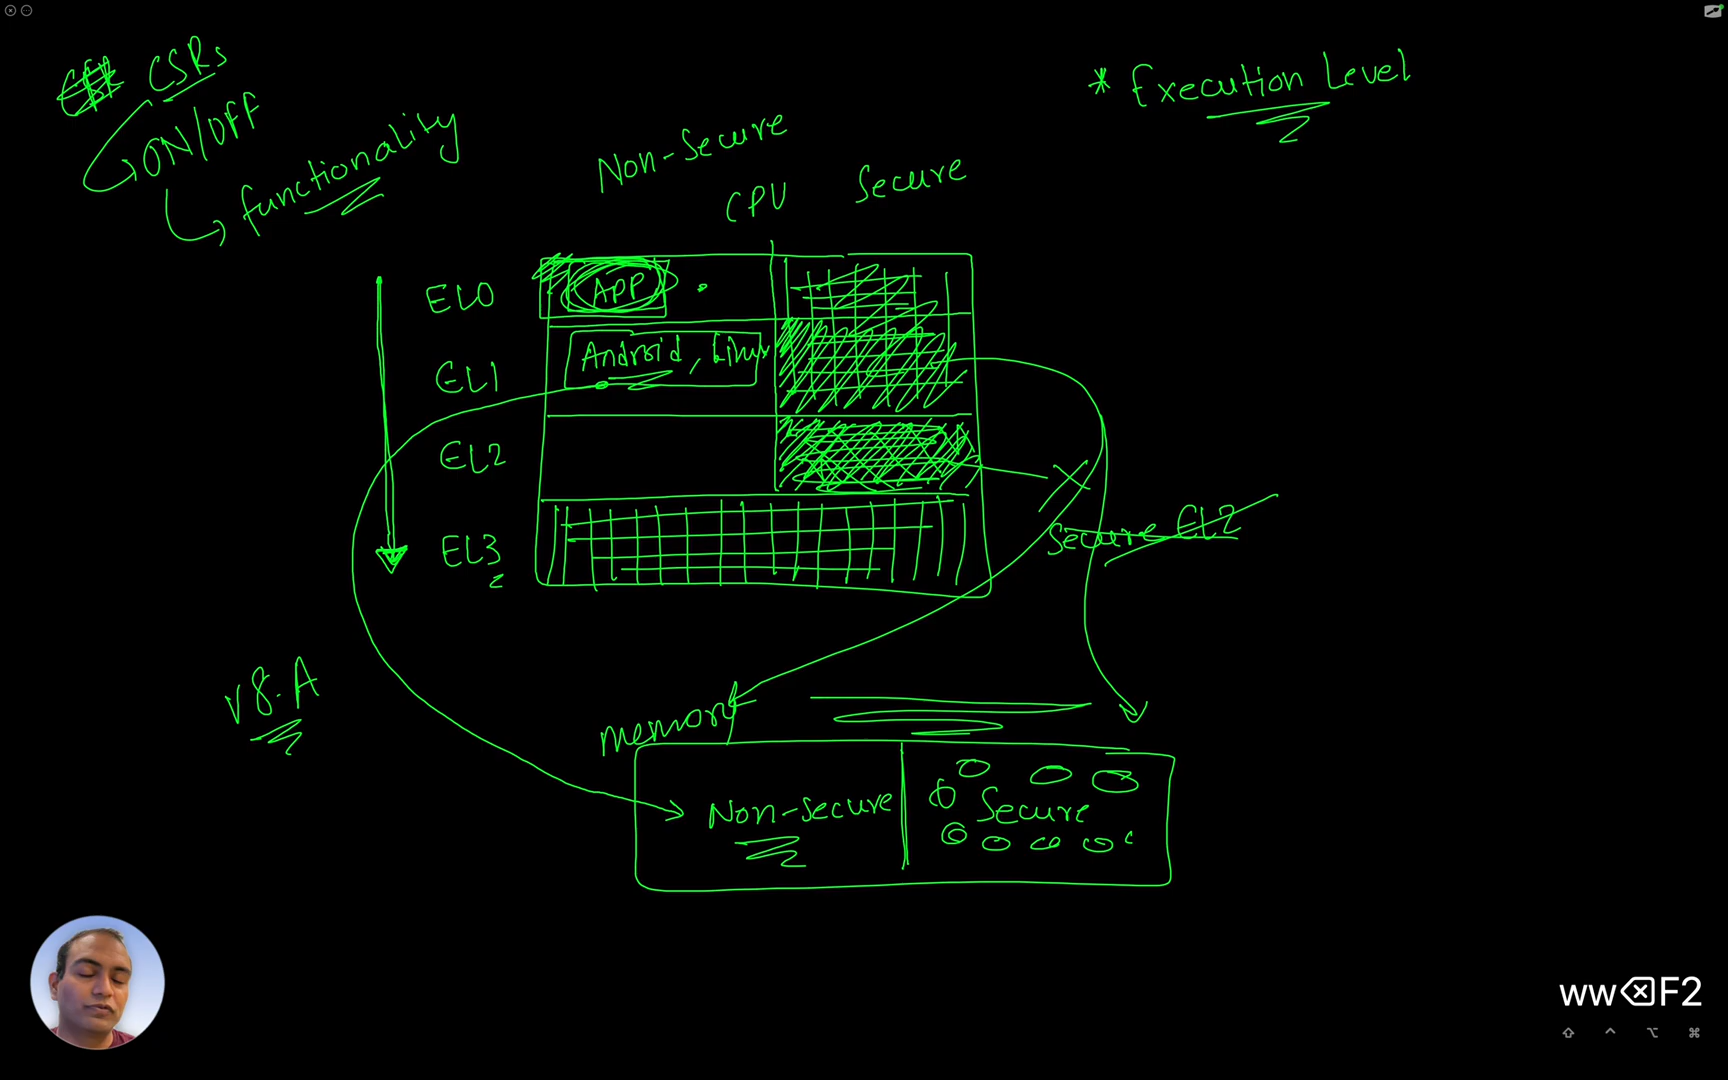 CSRs
ON/OFF
functionality
* Execution Level
Non-Secure
CPU
Secure
EL0
APP
EL1
Android, Linux
EL2
EL3
Secure EL2
v8.A
memory
Non-Secure
Secure
ww⌫F2
⇧ ^ ⌥ ⌘